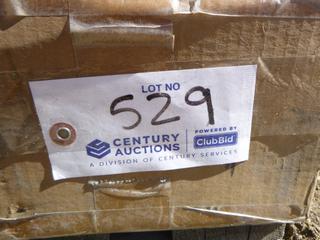 LOT NO
529
CENTURY AUCTIONS
POWERED BY ClubBid
A DIVISION OF CENTURY SERVICES